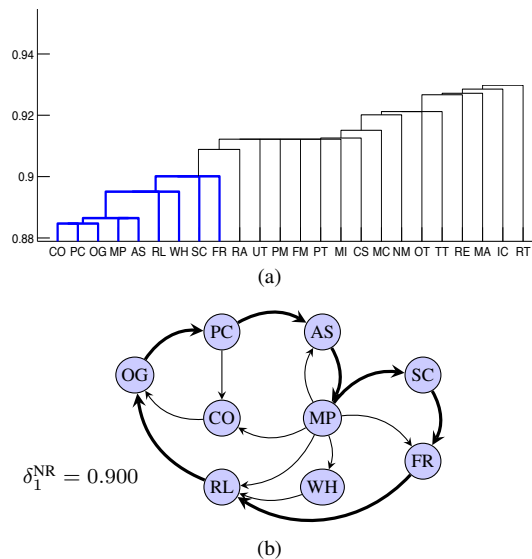 0.94
0.92
0.9
0.88
CO PC OG MP AS RL WH SC FR RA UT PM FM PT MI CS MC NM OT TT RE MA IC RT
(a)
PC AS
OG SC
CO MP
FR
δ₁ᴺᴿ = 0.900 RL WH
(b)